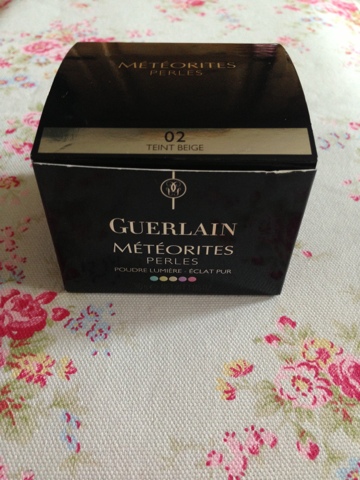 MÉTÉORITES
PERLES
02
TEINT BEIGE
GUERLAIN
MÉTÉORITES
PERLES
POUDRE LUMIÈRE · ÉCLAT PUR